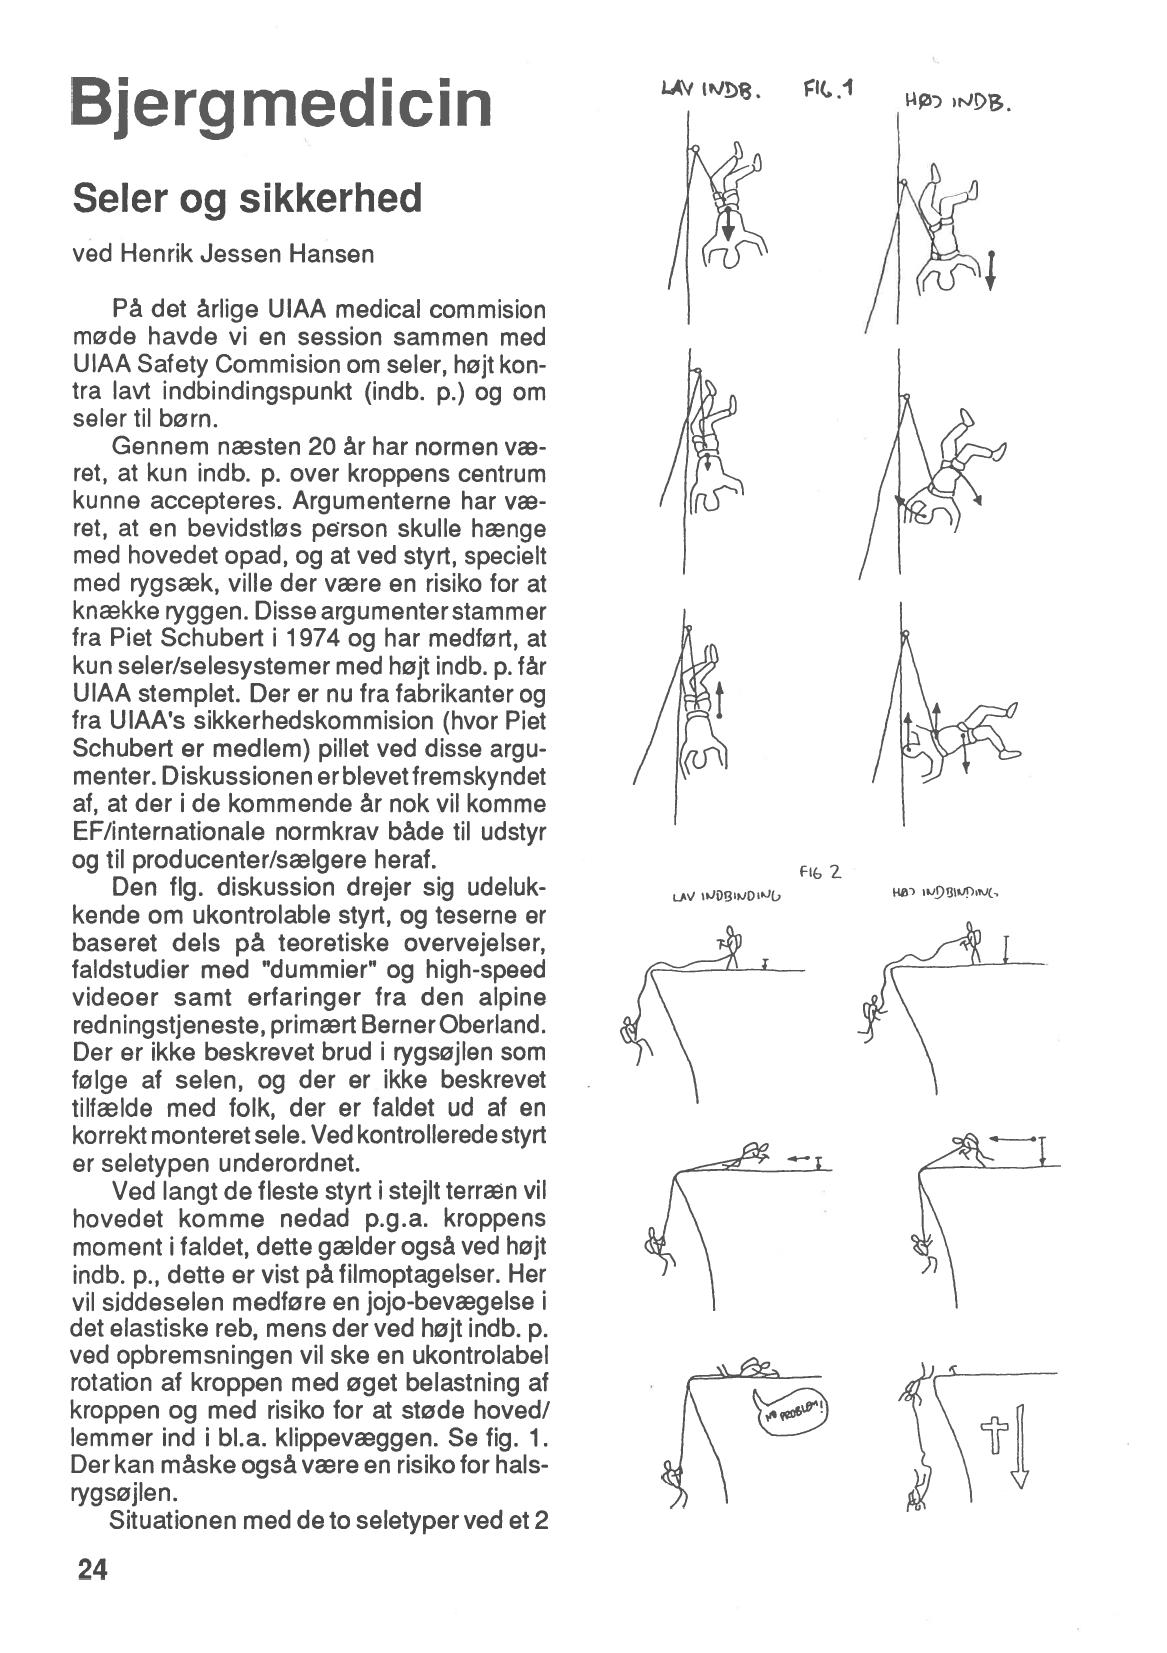 Bjergmedicin
Seler og sikkerhed
ved Henrik Jessen Hansen
På det årlige UIAA medical commision
møde havde vi en session sammen med
UIAA Safety Commision om seler, højt kon-
tra lavt indbindingspunkt (indb. p.) og om
seler til børn.
Gennem næsten 20 år har normen væ-
ret, at kun indb. p. over kroppens centrum
kunne accepteres. Argumenterne har væ-
ret, at en bevidstløs person skulle hænge
med hovedet opad, og at ved styrt, specielt
med rygsæk, ville der være en risiko for at
knække ryggen. Disse argumenter stammer
fra Piet Schubert i 1974 og har medført, at
kun seler/selesystemer med højt indb. p. får
UIAA stemplet. Der er nu fra fabrikanter og
fra UIAA's sikkerhedskommision (hvor Piet
Schubert er medlem) pillet ved disse argu-
menter. Diskussionen er blevet fremskyndet
af, at der i de kommende år nok vil komme
EF/internationale normkrav både til udstyr
og til producenter/sælgere heraf.
Den flg. diskussion drejer sig udeluk-
kende om ukontrolable styrt, og teserne er
baseret dels på teoretiske overvejelser,
faldstudier med "dummier" og high-speed
videoer samt erfaringer fra den alpine
redningstjeneste, primært Berner Oberland.
Der er ikke beskrevet brud i rygsøjlen som
følge af selen, og der er ikke beskrevet
tilfælde med folk, der er faldet ud af en
korrekt monteret sele. Ved kontrollerede styrt
er seletypen underordnet.
Ved langt de fleste styrt i stejlt terræn vil
hovedet komme nedad p.g.a. kroppens
moment i faldet, dette gælder også ved højt
indb. p., dette er vist på filmoptagelser. Her
vil siddeselen medføre en jojo-bevægelse i
det elastiske reb, mens der ved højt indb. p.
ved opbremsningen vil ske en ukontrolabel
rotation af kroppen med øget belastning af
kroppen og med risiko for at støde hoved/
lemmer ind i bl.a. klippevæggen. Se fig. 1.
Der kan måske også være en risiko for hals-
rygsøjlen.
Situationen med de to seletyper ved et 2
24
LAV INDB. FIG.1 HØJ INDB.
FIG 2
LAV INDBINDING HØJ INDBINDING
NO PROBLEM!